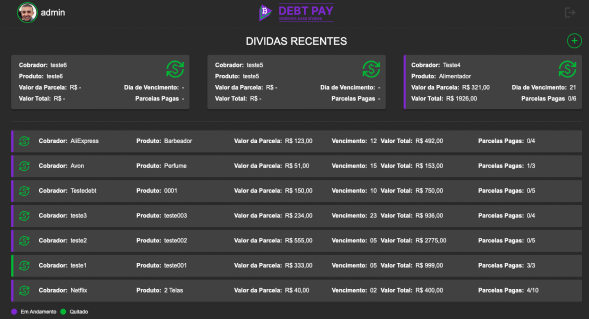 admin
DEBT PAY
DIVIDAS RECENTES
Cobrador: teste6
Produto: teste6
Valor da Parcela: R$ - Dia de Vencimento: -
Valor Total: R$ - Parcelas Pagas -
Cobrador: teste5
Produto: teste5
Valor da Parcela: R$ - Dia de Vencimento: -
Valor Total: R$ - Parcelas Pagas -
Cobrador: Teste4
Produto: Alimentador
Valor da Parcela: R$ 321,00 Dia de Vencimento: 21
Valor Total: R$ 1926,00 Parcelas Pagas 0/6
Cobrador: AliExpress Produto: Barbeador Valor da Parcela: R$ 123,00 Vencimento: 12 Valor Total: R$ 492,00 Parcelas Pagas: 0/4
Cobrador: Avon Produto: Perfume Valor da Parcela: R$ 51,00 Vencimento: 15 Valor Total: R$ 153,00 Parcelas Pagas: 1/3
Cobrador: Testedebt Produto: 0001 Valor da Parcela: R$ 150,00 Vencimento: 10 Valor Total: R$ 750,00 Parcelas Pagas: 0/5
Cobrador: teste3 Produto: teste003 Valor da Parcela: R$ 234,00 Vencimento: 23 Valor Total: R$ 936,00 Parcelas Pagas: 0/4
Cobrador: teste2 Produto: teste002 Valor da Parcela: R$ 555,00 Vencimento: 05 Valor Total: R$ 2775,00 Parcelas Pagas: 0/5
Cobrador: teste1 Produto: teste001 Valor da Parcela: R$ 333,00 Vencimento: 05 Valor Total: R$ 999,00 Parcelas Pagas: 3/3
Cobrador: Netflix Produto: 2 Telas Valor da Parcela: R$ 40,00 Vencimento: 02 Valor Total: R$ 400,00 Parcelas Pagas: 4/10
Em Andamento Quitado